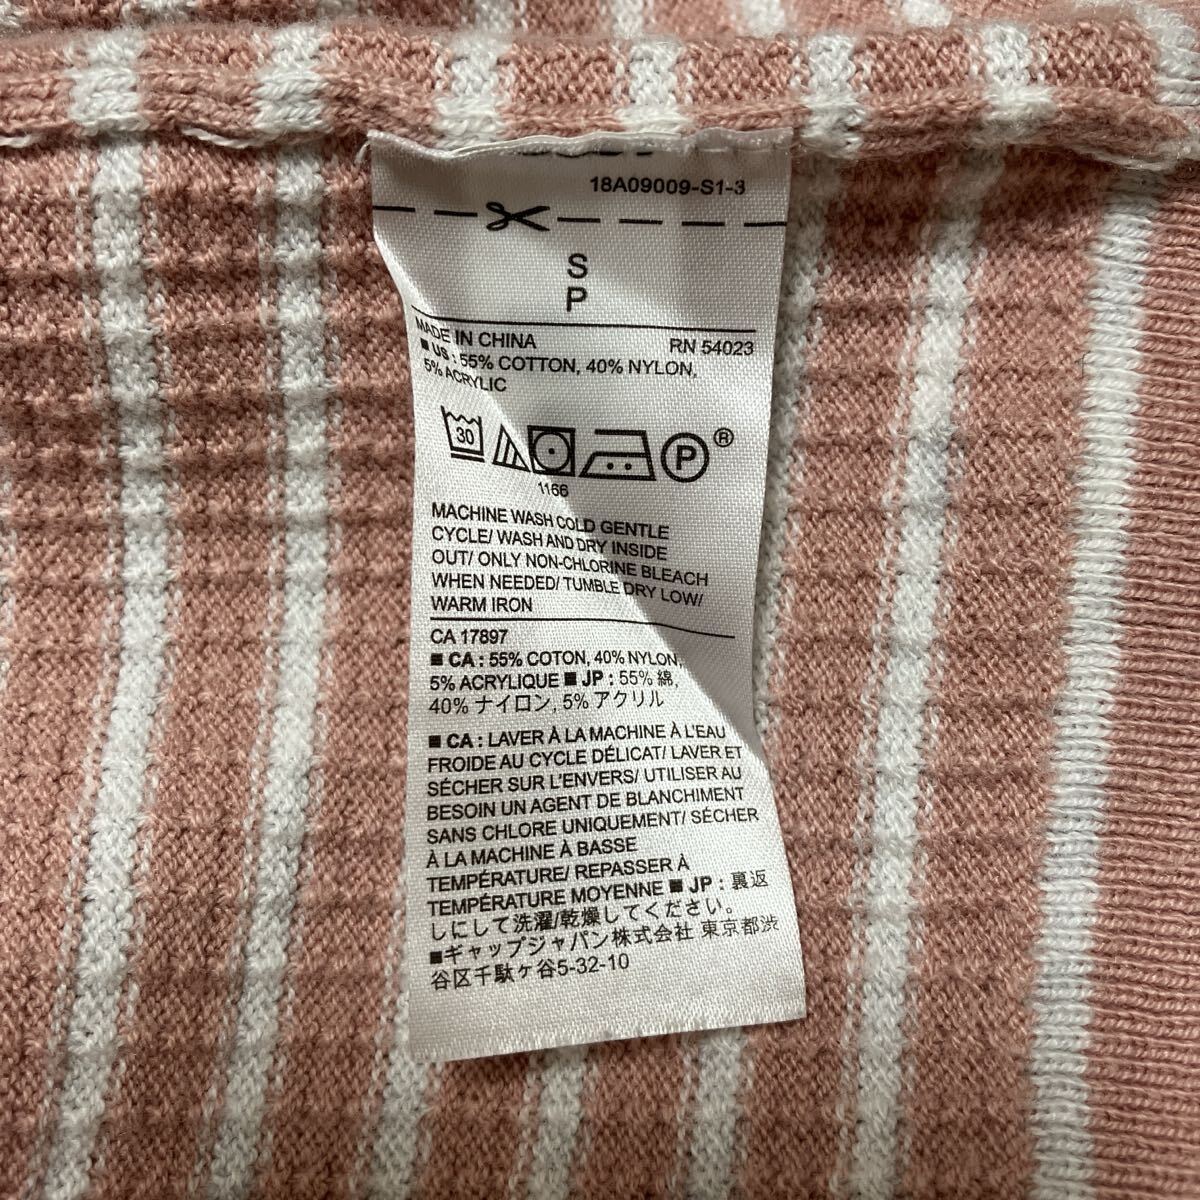 18A09009-S1-3
S
P
MADE IN CHINA RN 54023
■ US : 55% COTTON, 40% NYLON,
5% ACRYLIC
30 P ®
1166
MACHINE WASH COLD GENTLE
CYCLE/ WASH AND DRY INSIDE
OUT/ ONLY NON-CHLORINE BLEACH
WHEN NEEDED/ TUMBLE DRY LOW/
WARM IRON
CA 17897
■ CA : 55% COTON, 40% NYLON,
5% ACRYLIQUE ■ JP : 55% 綿,
40% ナイロン, 5% アクリル
■ CA : LAVER À LA MACHINE À L'EAU
FROIDE AU CYCLE DÉLICAT/ LAVER ET
SÉCHER SUR L'ENVERS/ UTILISER AU
BESOIN UN AGENT DE BLANCHIMENT
SANS CHLORE UNIQUEMENT/ SÉCHER
À LA MACHINE À BASSE
TEMPÉRATURE/ REPASSER À
TEMPÉRATURE MOYENNE ■ JP : 裏返
しにして洗濯/乾燥してください。
■ギャップジャパン株式会社 東京都渋
谷区千駄ヶ谷5-32-10